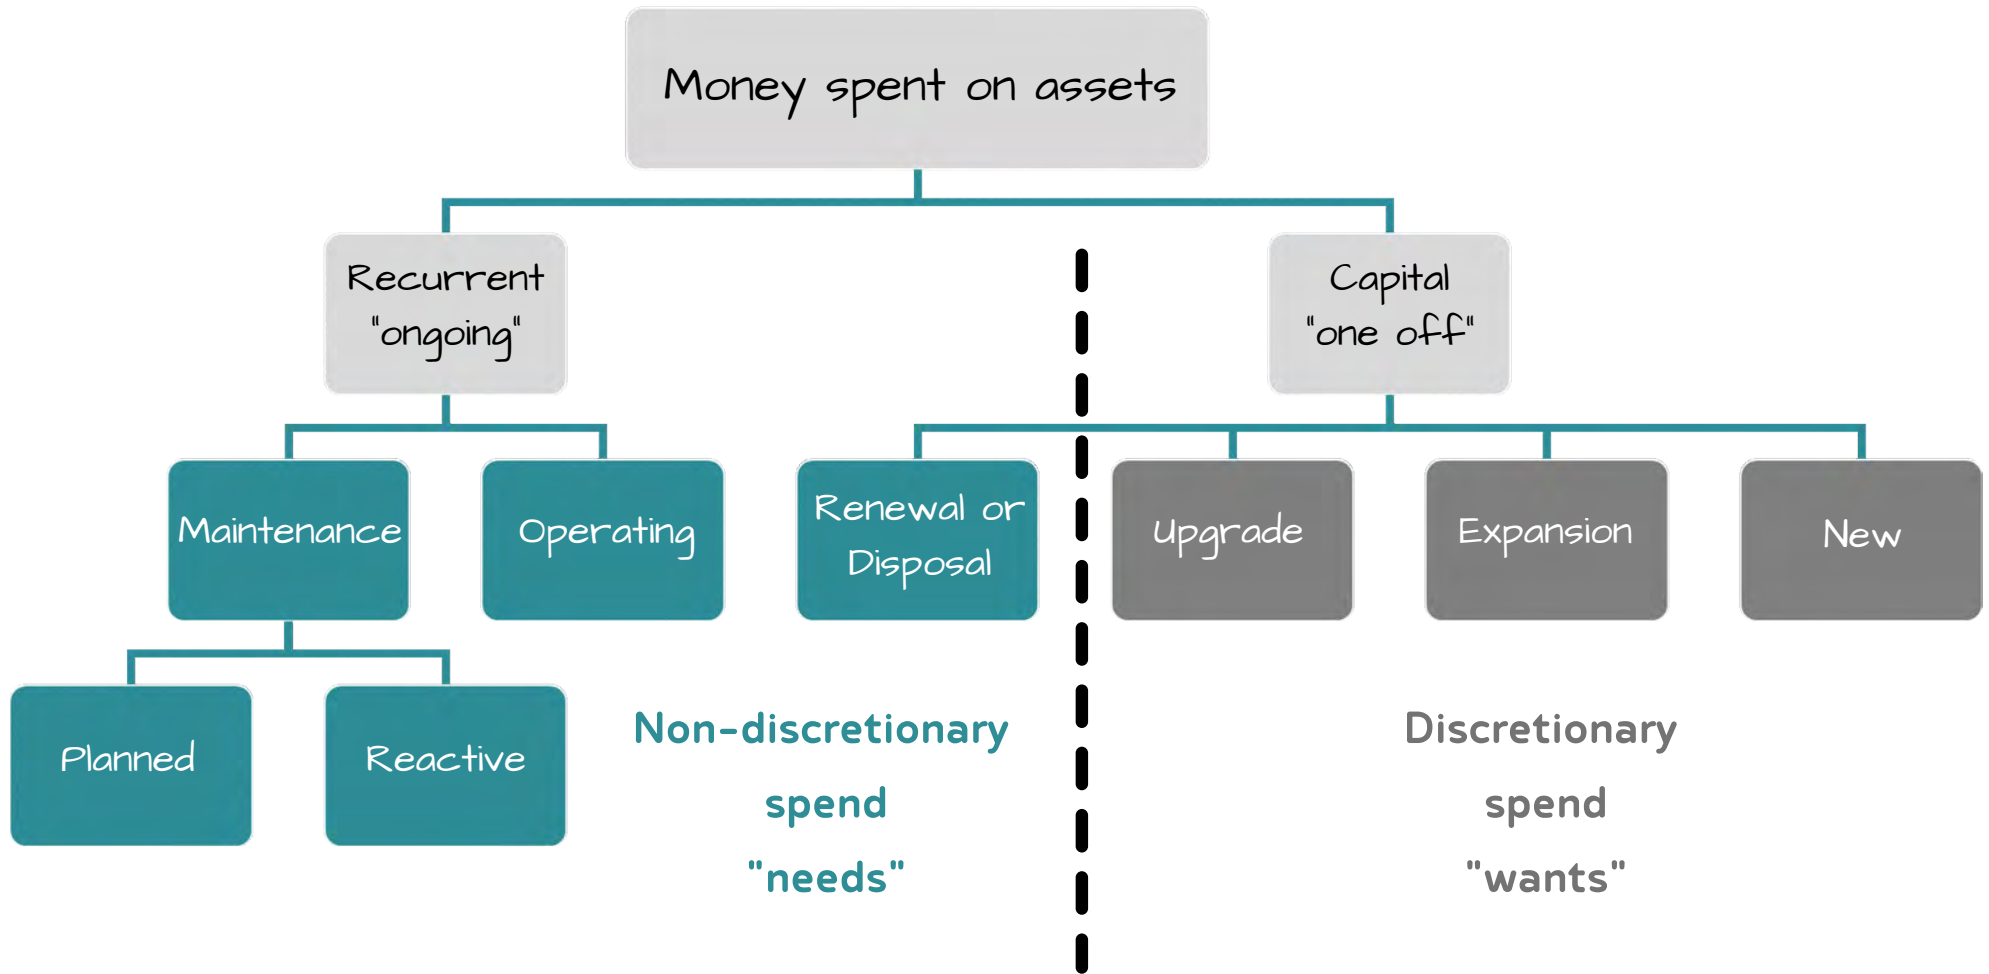 Money spent on assets
Recurrent
"ongoing"
Capital
"one off"
Maintenance
Operating
Renewal or
Disposal
Upgrade
Expansion
New
Planned
Reactive
Non-discretionary
spend
"needs"
Discretionary
spend
"wants"